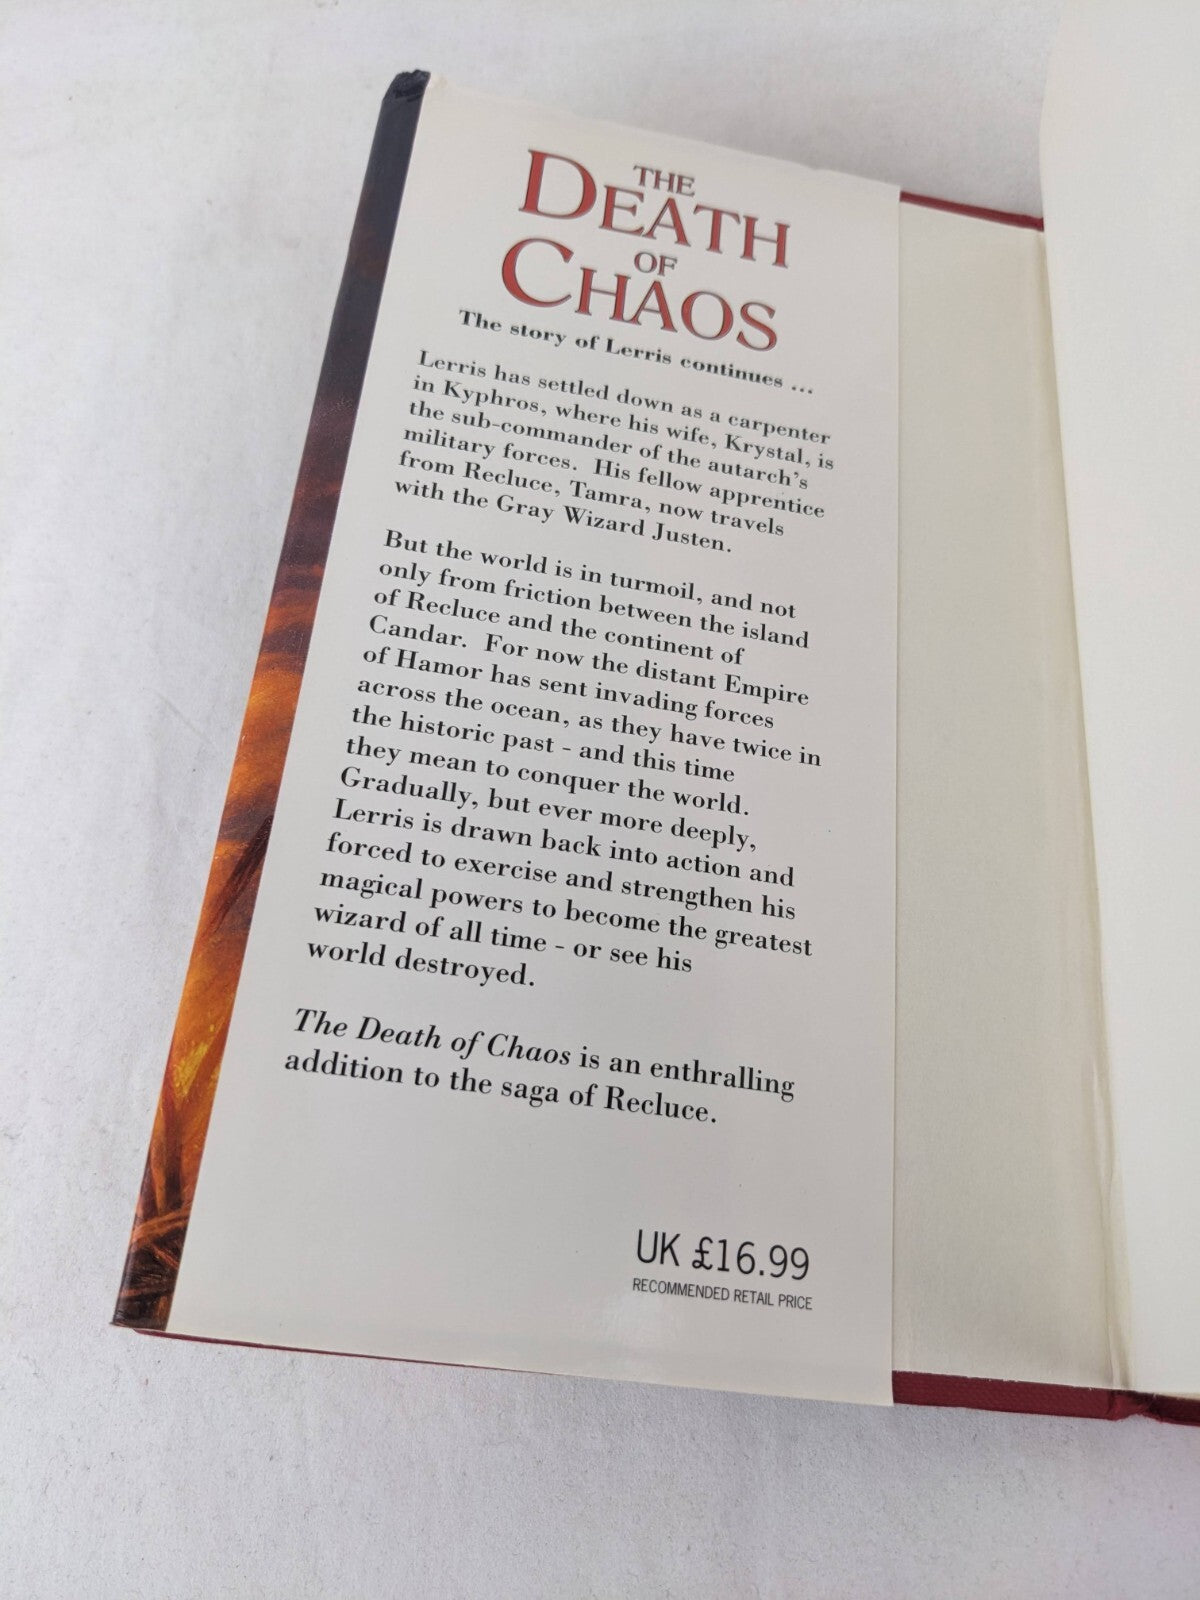 THE
DEATH
OF
CHAOS
The story of Lerris continues ...
Lerris has settled down as a carpenter
in Kyphros, where his wife, Krystal, is
the sub-commander of the autarch's
military forces. His fellow apprentice
from Recluce, Tamra, now travels
with the Gray Wizard Justen.
But the world is in turmoil, and not
only from friction between the island
of Recluce and the continent of
Candar. For now the distant Empire
of Hamor has sent invading forces
across the ocean, as they have twice in
the historic past - and this time
they mean to conquer the world.
Gradually, but ever more deeply,
Lerris is drawn back into action and
forced to exercise and strengthen his
magical powers to become the greatest
wizard of all time - or see his
world destroyed.
The Death of Chaos is an enthralling
addition to the saga of Recluce.
UK £16.99
RECOMMENDED RETAIL PRICE